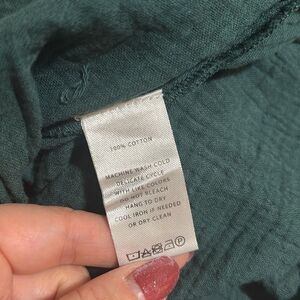 100% COTTON
MACHINE WASH COLD
DELICATE CYCLE
WITH LIKE COLORS
DO NOT BLEACH
HANG TO DRY
COOL IRON IF NEEDED
OR DRY CLEAN